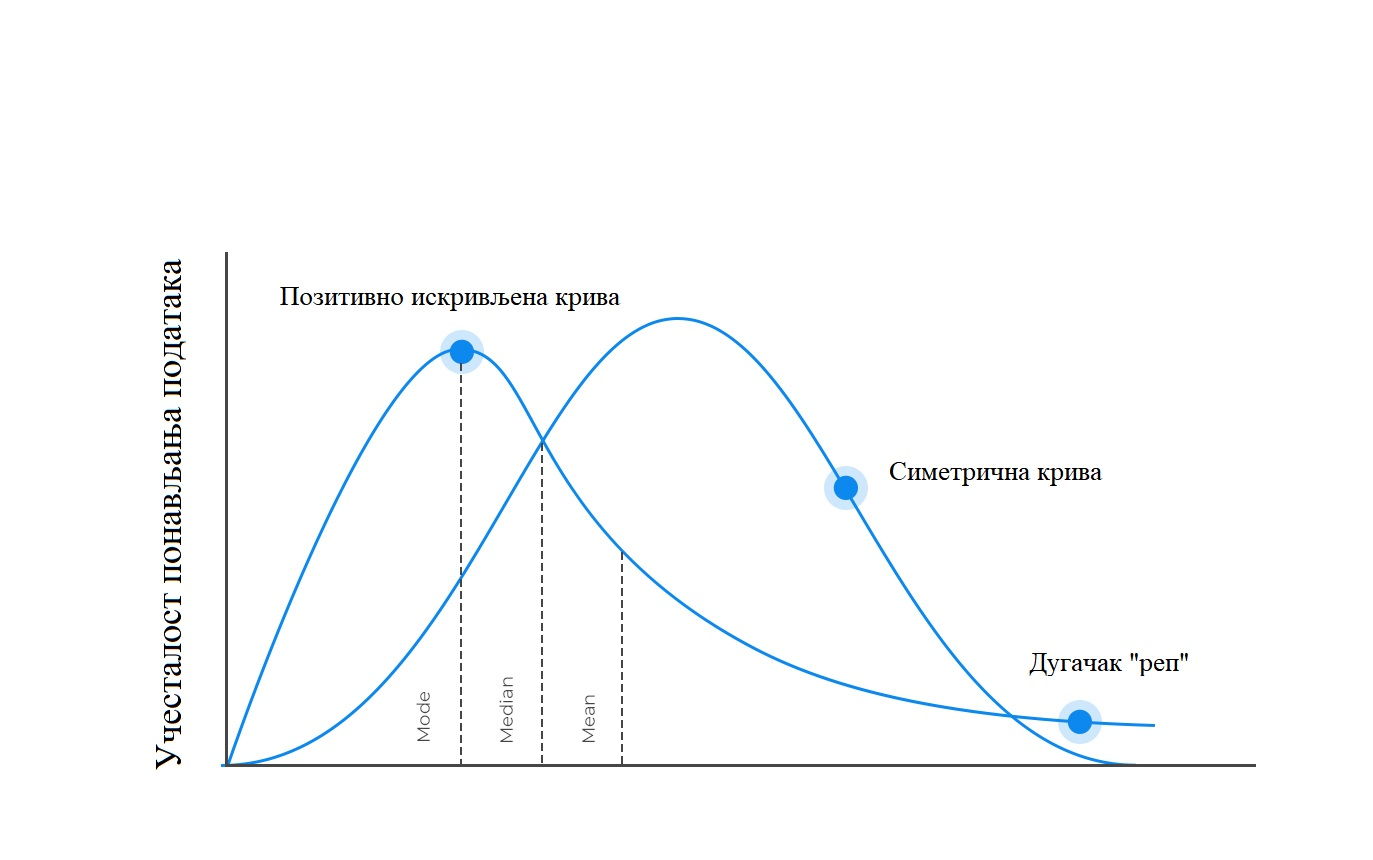 Учесталост понављања података
Позитивно искривљена крива
Симетрична крива
Дугачак "реп"
Mode
Median
Mean